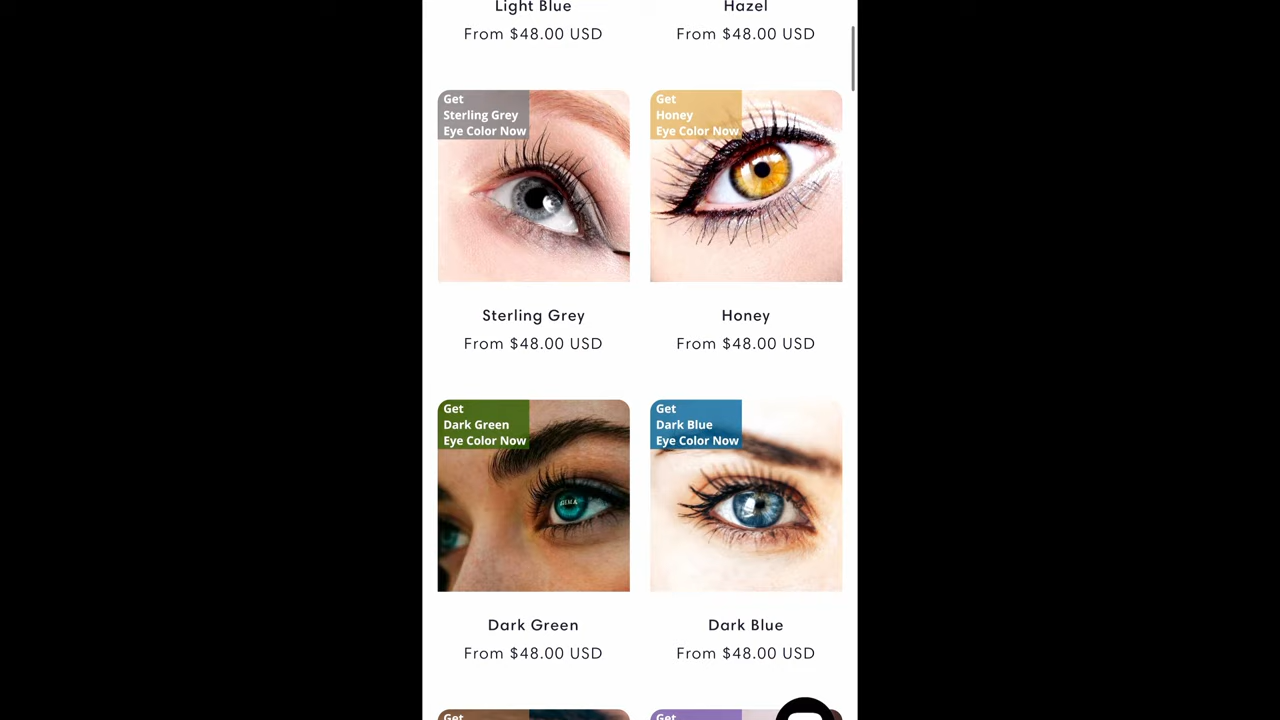 Light Blue
Hazel
From $48.00 USD
From $48.00 USD
Get
Sterling Grey
Eye Color Now
Get
Honey
Eye Color Now
Sterling Grey
Honey
From $48.00 USD
From $48.00 USD
Get
Dark Green
Eye Color Now
Get
Dark Blue
Eye Color Now
Dark Green
Dark Blue
From $48.00 USD
From $48.00 USD
Get
Get